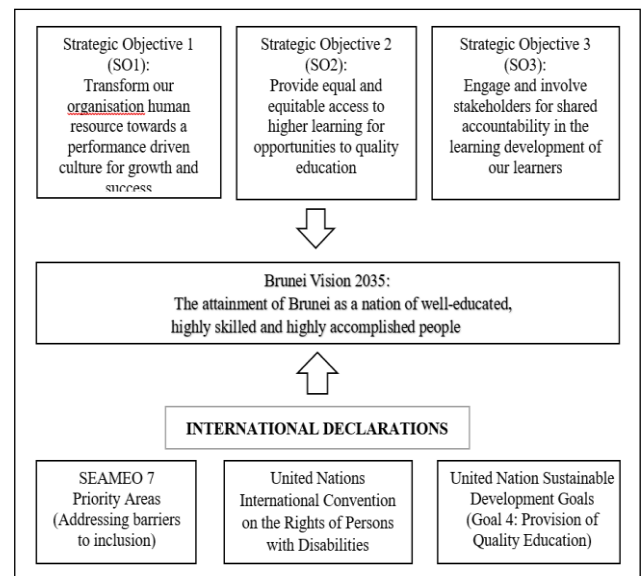 Strategic Objective 1
(SO1):
Transform our
organisation human
resource towards a
performance driven
culture for growth and
success
Strategic Objective 2
(SO2):
Provide equal and
equitable access to
higher learning for
opportunities to quality
education
Strategic Objective 3
(SO3):
Engage and involve
stakeholders for shared
accountability in the
learning development of
our learners
Brunei Vision 2035:
The attainment of Brunei as a nation of well-educated,
highly skilled and highly accomplished people
INTERNATIONAL DECLARATIONS
SEAMEO 7
Priority Areas
(Addressing barriers
to inclusion)
United Nations
International Convention
on the Rights of Persons
with Disabilities
United Nation Sustainable
Development Goals
(Goal 4: Provision of
Quality Education)